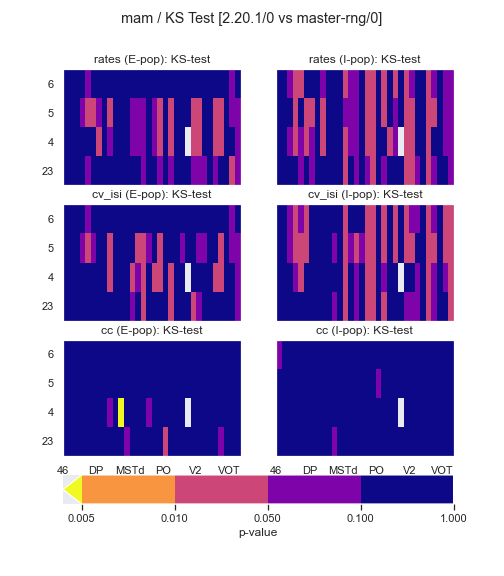 mam / KS Test [2.20.1/0 vs master-rng/0]
rates (E-pop): KS-test
rates (I-pop): KS-test
6
5
4
23
cv_isi (E-pop): KS-test
cv_isi (I-pop): KS-test
6
5
4
23
cc (E-pop): KS-test
cc (I-pop): KS-test
6
5
4
23
46 DP MSTd PO V2 VOT
46 DP MSTd PO V2 VOT
0.005 0.010 0.050 0.100 1.000
p-value